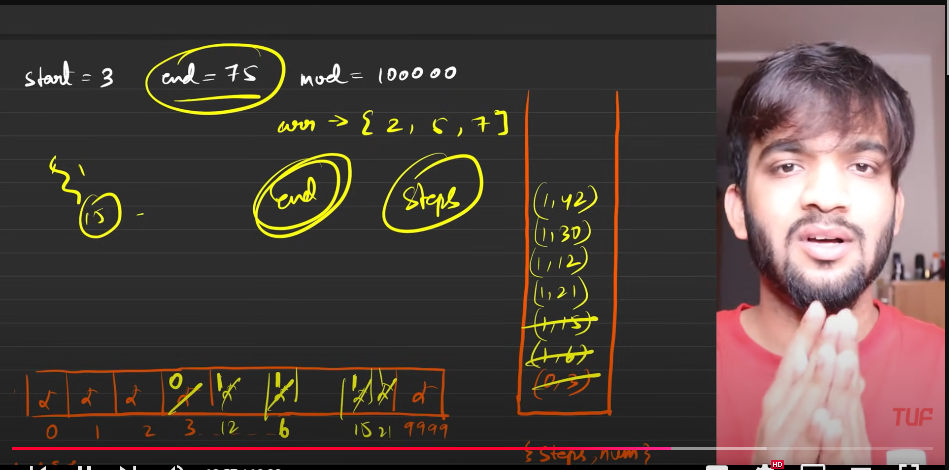 start = 3 end = 75 mod = 100000
arr → { 2, 5, 7 ]
end steps
15 -
(1,42)
(1,30)
(1,12)
(1,21)
(1,15)
(1,6)
(0,3)
0 1 1 1 2
0 1 2 3 .. 12 .. 6 15 21 9999
{ steps, num }
TUF
HD